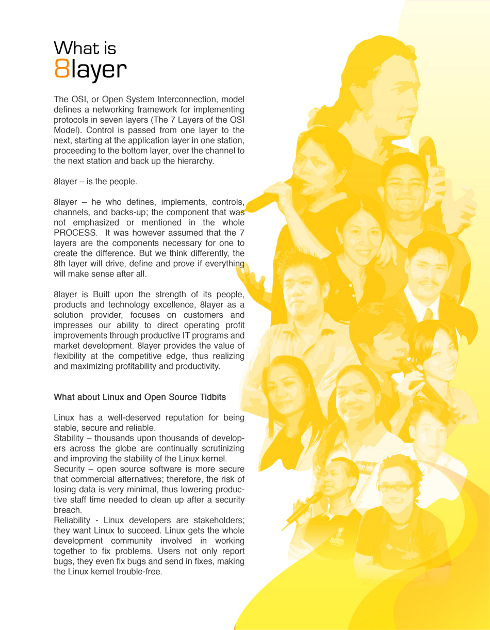 What is
8layer
The OSI, or Open System Interconnection, model
defines a networking framework for implementing
protocols in seven layers (The 7 Layers of the OSI
Model). Control is passed from one layer to the
next, starting at the application layer in one station,
proceeding to the bottom layer, over the channel to
the next station and back up the hierarchy.
8layer – is the people.
8layer – he who defines, implements, controls,
channels, and backs-up; the component that was
not emphasized or mentioned in the whole
PROCESS. It was however assumed that the 7
layers are the components necessary for one to
create the difference. But we think differently, the
8th layer will drive, define and prove if everything
will make sense after all.
8layer is Built upon the strength of its people,
products and technology excellence, 8layer as a
solution provider, focuses on customers and
impresses our ability to direct operating profit
improvements through productive IT programs and
market development. 8layer provides the value of
flexibility at the competitive edge, thus realizing
and maximizing profitability and productivity.
What about Linux and Open Source Tidbits
Linux has a well-deserved reputation for being
stable, secure and reliable.
Stability – thousands upon thousands of develop-
ers across the globe are continually scrutinizing
and improving the stability of the Linux kernel.
Security – open source software is more secure
that commercial alternatives; therefore, the risk of
losing data is very minimal, thus lowering produc-
tive staff time needed to clean up after a security
breach.
Reliability - Linux developers are stakeholders;
they want Linux to succeed. Linux gets the whole
development community involved in working
together to fix problems. Users not only report
bugs, they even fix bugs and send in fixes, making
the Linux kernel trouble-free.